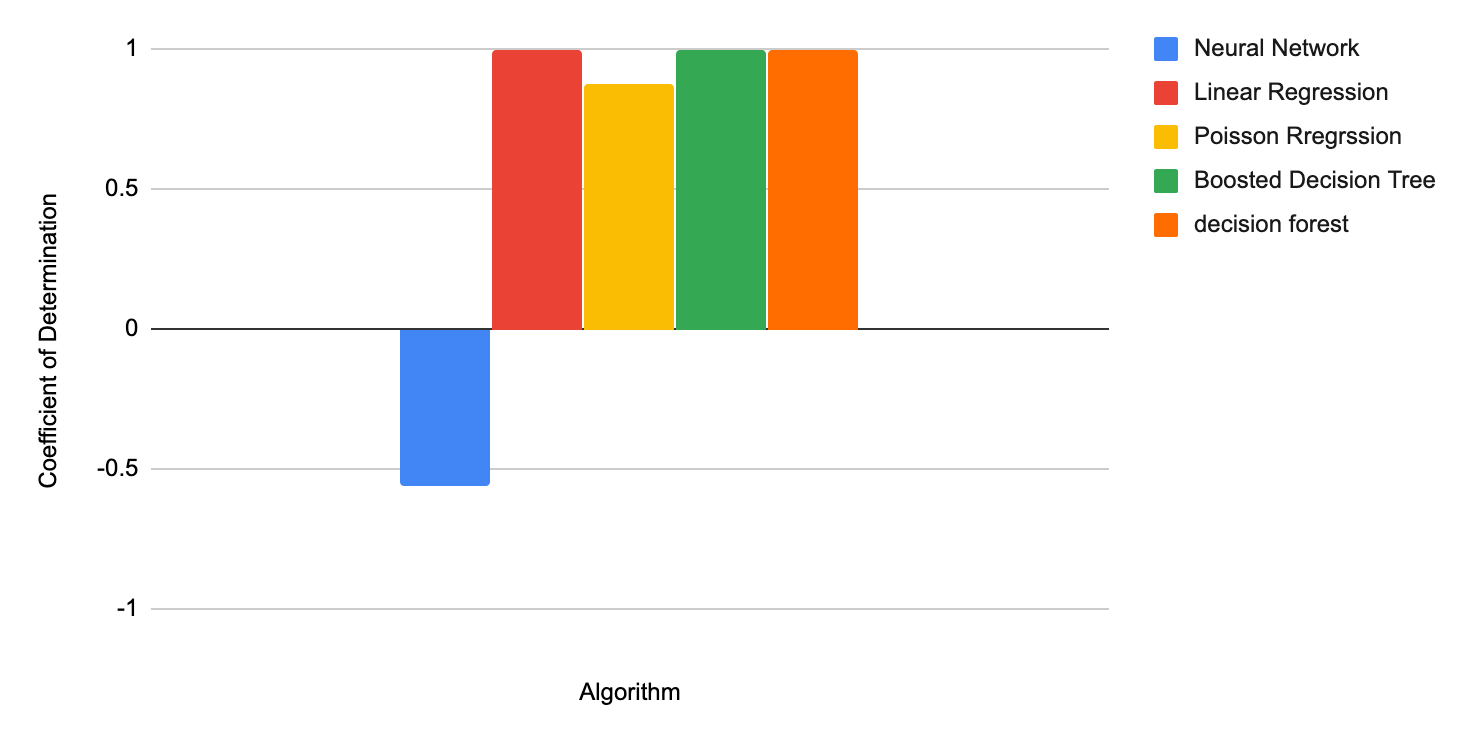 Coefficient of Determination
1
0.5
0
-0.5
-1
Algorithm
Neural Network
Linear Regression
Poisson Rregrssion
Boosted Decision Tree
decision forest